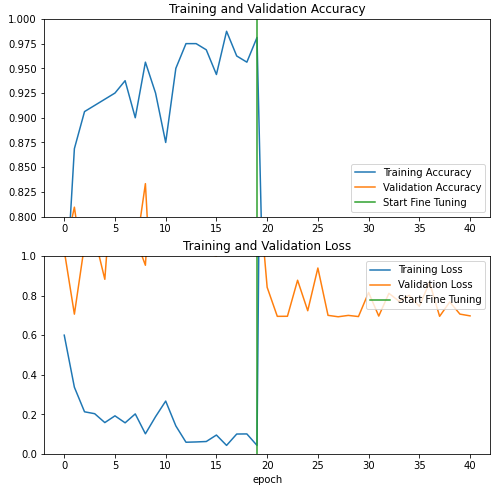 Training and Validation Accuracy
1.000
0.975
0.950
0.925
0.900
0.875
0.850
0.825
0.800
Training Accuracy
Validation Accuracy
Start Fine Tuning
0 5 10 15 20 25 30 35 40
Training and Validation Loss
1.0
0.8
0.6
0.4
0.2
0.0
Training Loss
Validation Loss
Start Fine Tuning
0 5 10 15 20 25 30 35 40
epoch